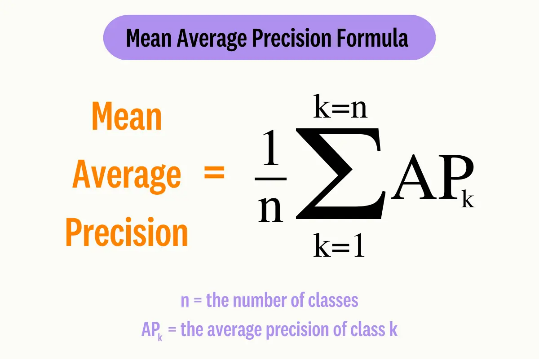 Mean Average Precision Formula
Mean
Average
Precision
= 1/n ∑ APₖ
k=n
k=1
n = the number of classes
APₖ = the average precision of class k